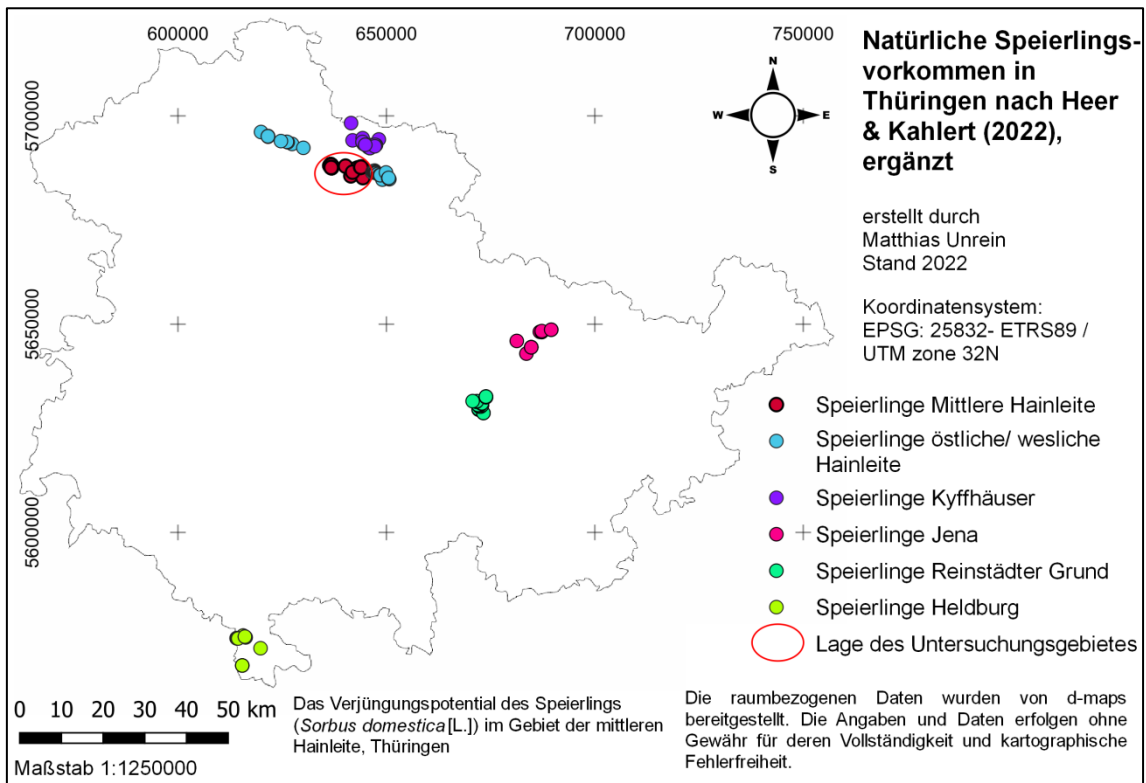 600000 650000 700000 750000
5700000
5650000
5600000
N
W E
S
Natürliche Speierlings-
vorkommen in
Thüringen nach Heer
& Kahlert (2022),
ergänzt
erstellt durch
Matthias Unrein
Stand 2022
Koordinatensystem:
EPSG: 25832- ETRS89 /
UTM zone 32N
Speierlinge Mittlere Hainleite
Speierlinge östliche/ wesliche
Hainleite
Speierlinge Kyffhäuser
Speierlinge Jena
Speierlinge Reinstädter Grund
Speierlinge Heldburg
Lage des Untersuchungsgebietes
0 10 20 30 40 50 km
Maßstab 1:1250000
Das Verjüngungspotential des Speierlings
(Sorbus domestica [L.]) im Gebiet der mittleren
Hainleite, Thüringen
Die raumbezogenen Daten wurden von d-maps
bereitgestellt. Die Angaben und Daten erfolgen ohne
Gewähr für deren Vollständigkeit und kartographische
Fehlerfreiheit.